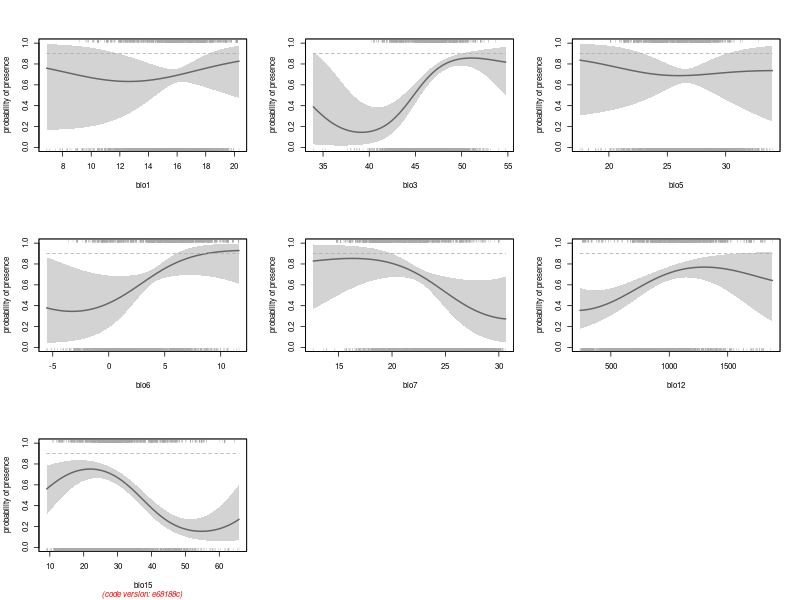 probability of presence
0.0 0.2 0.4 0.6 0.8 1.0
8 10 12 14 16 18 20
bio1
probability of presence
0.0 0.2 0.4 0.6 0.8 1.0
35 40 45 50 55
bio3
probability of presence
0.0 0.2 0.4 0.6 0.8 1.0
20 25 30
bio5
probability of presence
0.0 0.2 0.4 0.6 0.8 1.0
-5 0 5 10
bio6
probability of presence
0.0 0.2 0.4 0.6 0.8 1.0
15 20 25 30
bio7
probability of presence
0.0 0.2 0.4 0.6 0.8 1.0
500 1000 1500
bio12
probability of presence
0.0 0.2 0.4 0.6 0.8 1.0
10 20 30 40 50 60
bio15
(code version: e68188c)